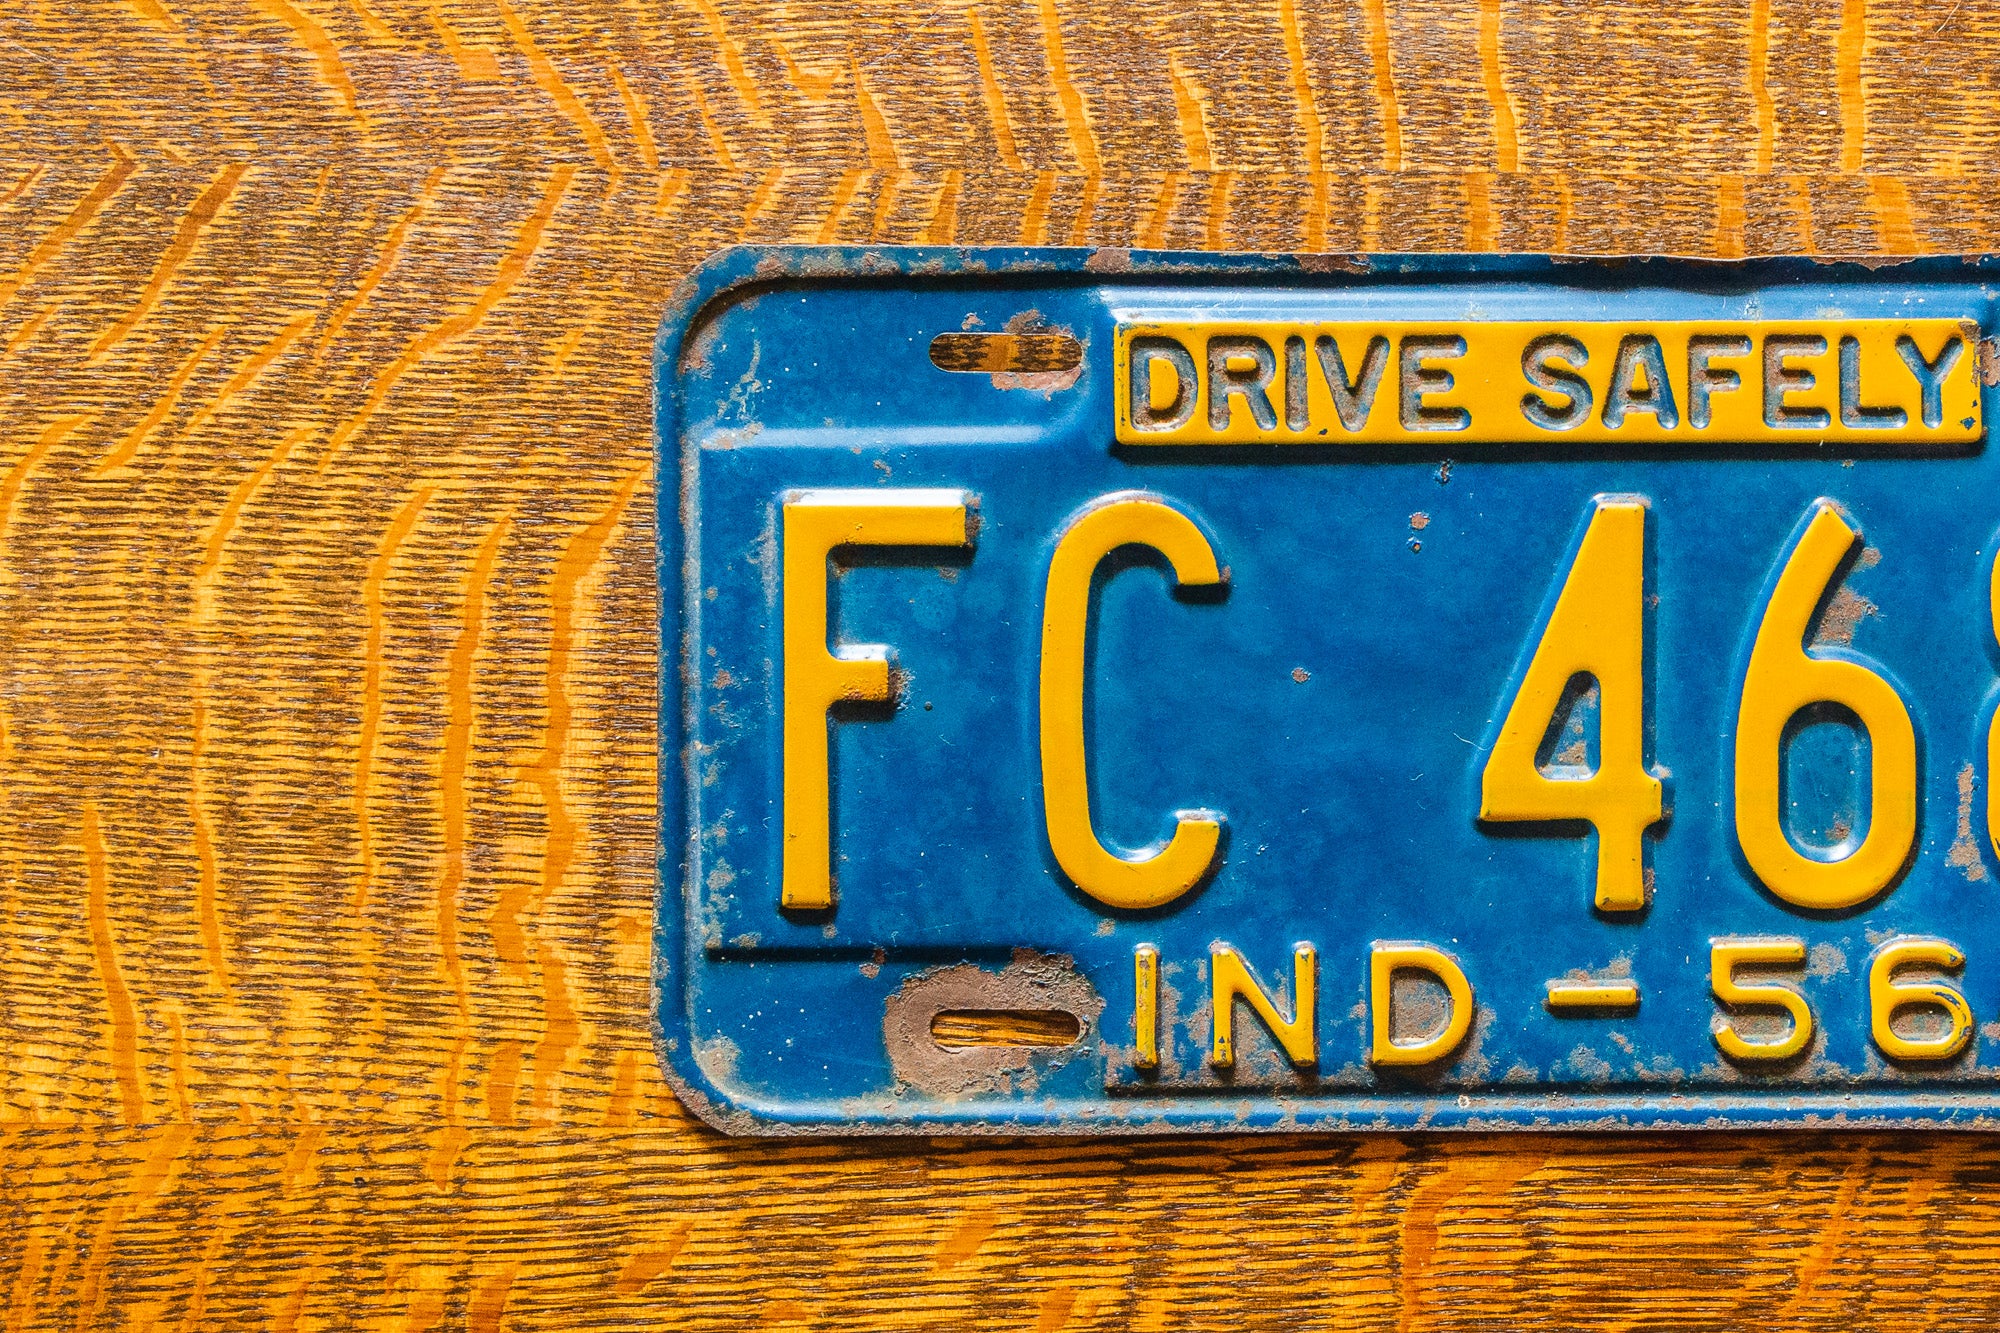 DRIVE SAFELY
FC 46
IND-56